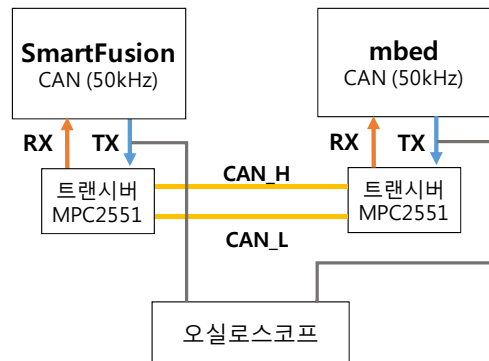 SmartFusion
CAN (50kHz)
mbed
CAN (50kHz)
RX
TX
RX
TX
트랜시버
MPC2551
CAN_H
트랜시버
MPC2551
CAN_L
오실로스코프